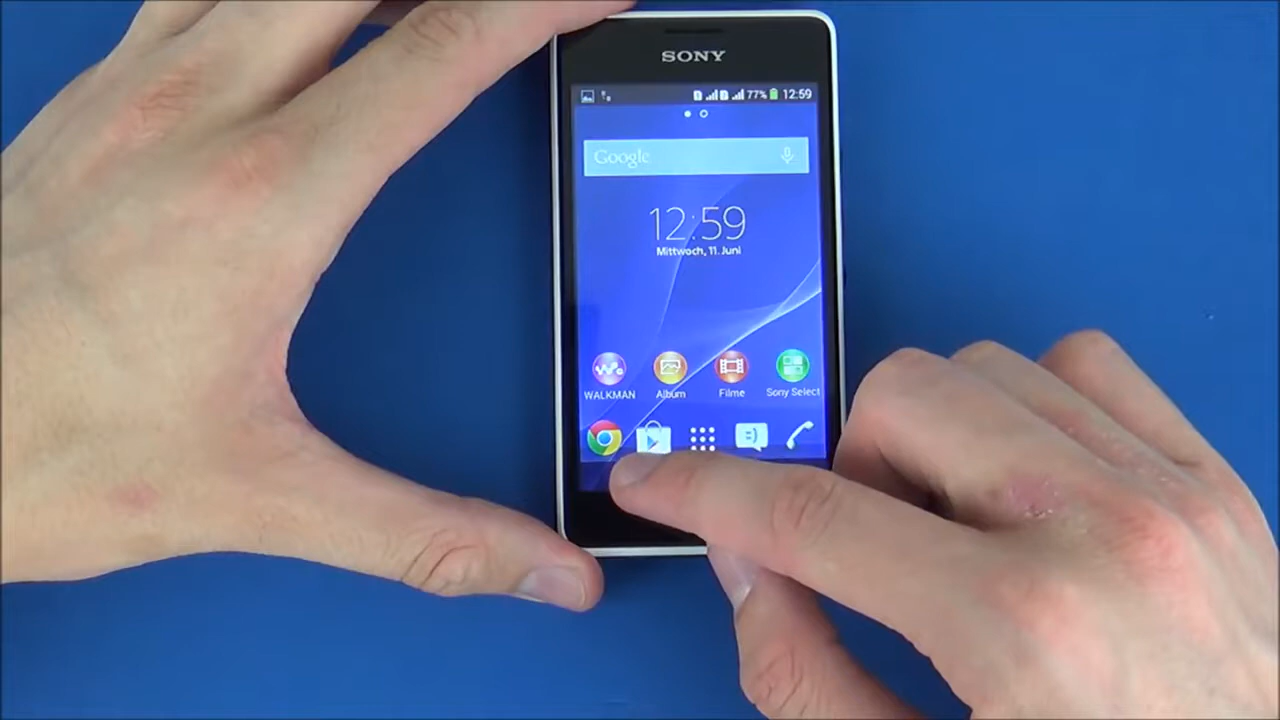 SONY
77% 12:59
Google
12:59
Mittwoch, 11. Juni
WALKMAN Album Filme Sony Select